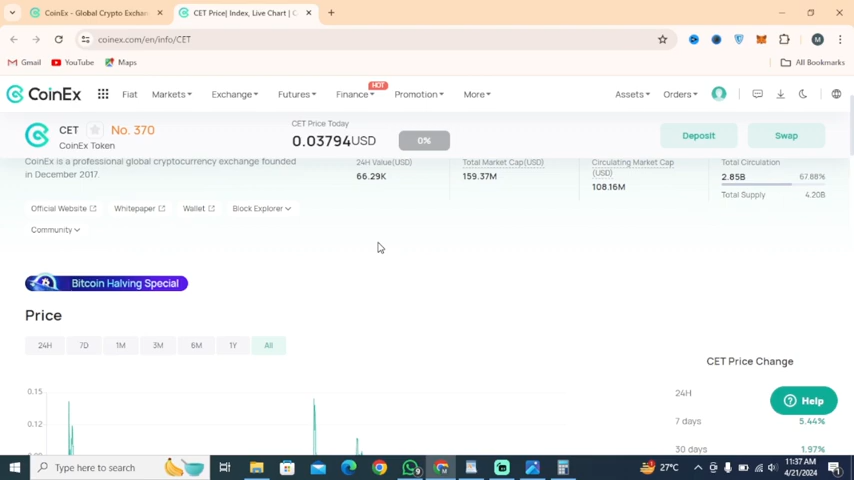 CoinEx - Global Crypto Exchan
CET Price| Index, Live Chart | C
coinex.com/en/info/CET
M
Gmail
YouTube
Maps
All Bookmarks
CoinEx
Fiat
Markets
Exchange
Futures
Finance
HOT
Promotion
More
Assets
Orders
CET
No. 370
CoinEx Token
CET Price Today
0.03794USD
0%
Deposit
Swap
CoinEx is a professional global cryptocurrency exchange founded
in December 2017.
24H Value(USD)
66.29K
Total Market Cap(USD)
159.37M
Circulating Market Cap
(USD)
108.16M
Total Circulation
2.85B
67.88%
Total Supply
4.20B
Official Website
Whitepaper
Wallet
Block Explorer
Community
Bitcoin Halving Special
Price
24H
7D
1M
3M
6M
1Y
All
CET Price Change
0.15
0.12
24H
7 days
5.44%
30 days
1.97%
Help
Type here to search
9
27°C
11:37 AM
4/21/2024